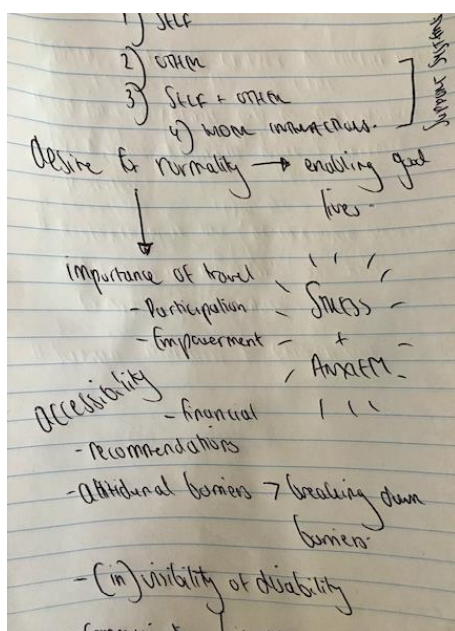 1) SELF
2) OTHER
3) SELF + OTHER
4) WORK INTERACTIONS.
Support Systems
desire for normality → enabling good
lives.
importance of travel
- Participation
- Empowerment
STRESS
+
ANXIETY
accessibility
- financial
- recommendations
- attitudinal barriers > breaking down
barriers.
- (in)visibility of disability